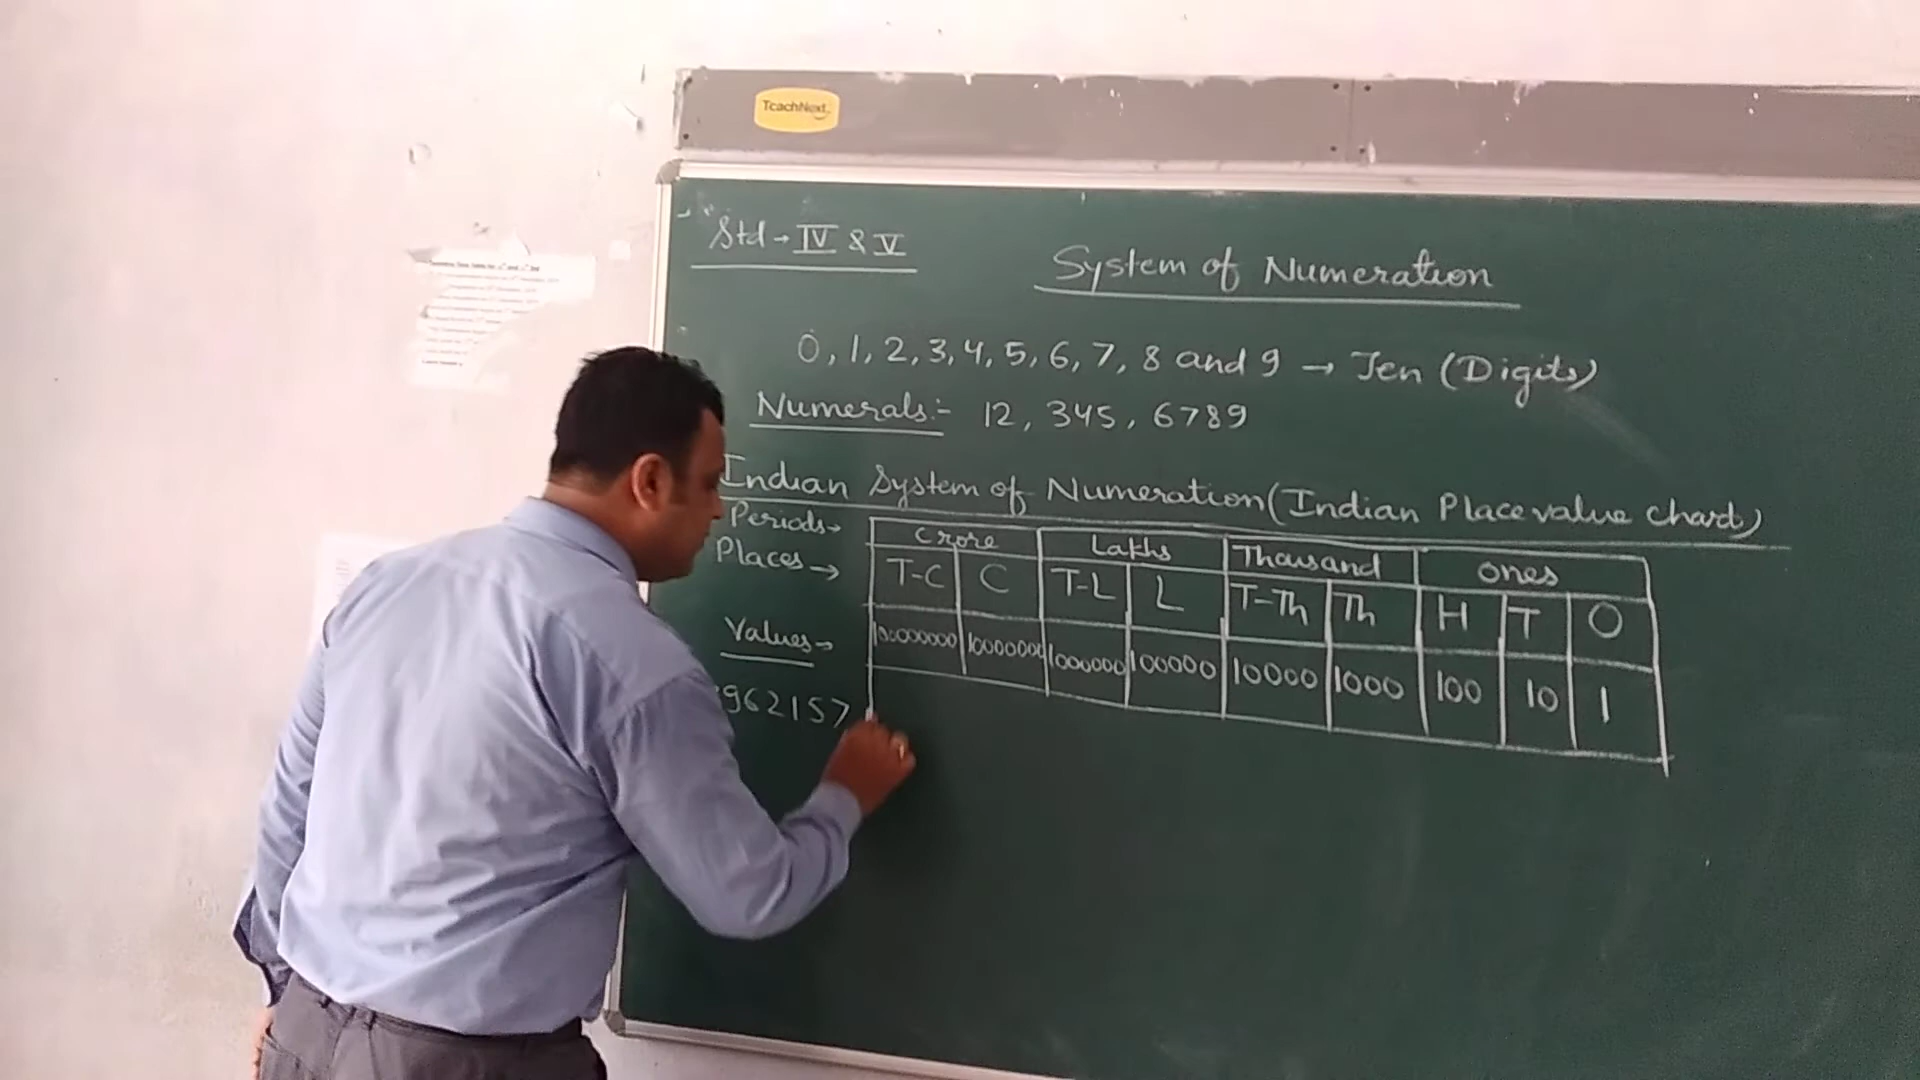 TeachNext
Std → IV & V
System of Numeration
0, 1, 2, 3, 4, 5, 6, 7, 8 and 9 → Ten (Digits)
Numerals:- 12, 345, 6789
Indian System of Numeration (Indian Place value chart)
Periods→ Crore Lakhs Thousand Ones
Places → T-C C T-L L T-Th Th H T O
Values→ 100000000 10000000 1000000 100000 10000 1000 100 10 1
962157